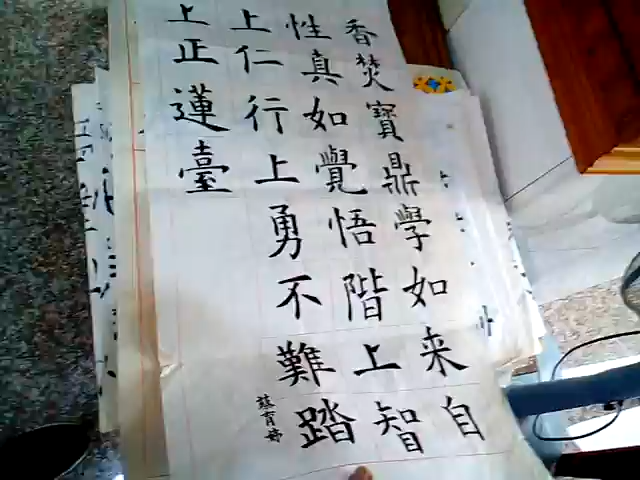 香焚寶鼎學如来自
性真如覺悟階上智
上仁行上勇不難踏
上正蓮臺